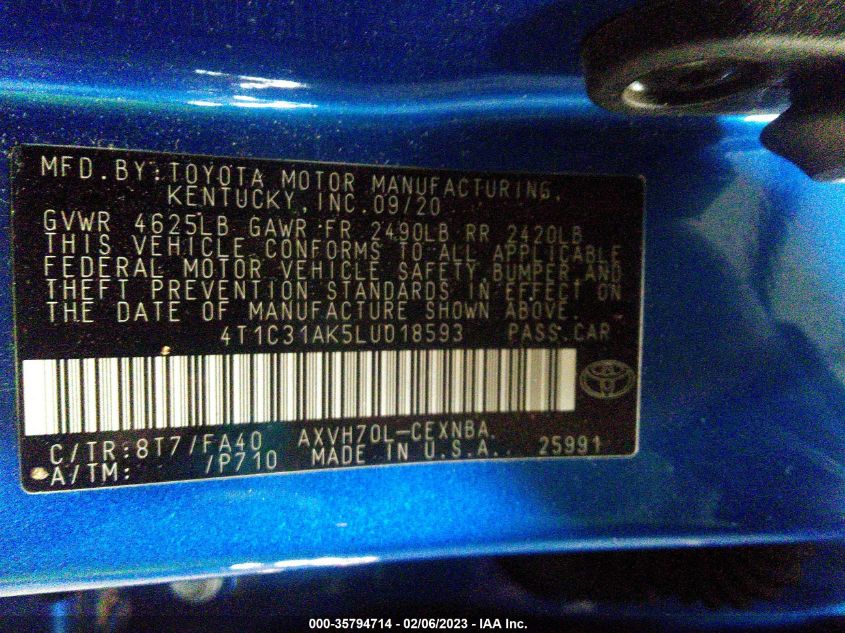 MFD.BY:TOYOTA MOTOR MANUFACTURING,
KENTUCKY,INC.09/20
GVWR 4625LB GAWR FR 2490LB RR 2420LB
THIS VEHICLE CONFORMS TO ALL APPLICABLE
FEDERAL MOTOR VEHICLE SAFETY BUMPER AND
THEFT PREVENTION STANDARDS IN EFFECT ON
THE DATE OF MANUFACTURE SHOWN ABOVE.
4T1C31AK5LU018593 PASS.CAR
C/TR:8T7/FA40 AXVH70L-CEXNBA
A/TM: /P710 MADE IN U.S.A. 25991
000-35794714 - 02/06/2023 - IAA Inc.